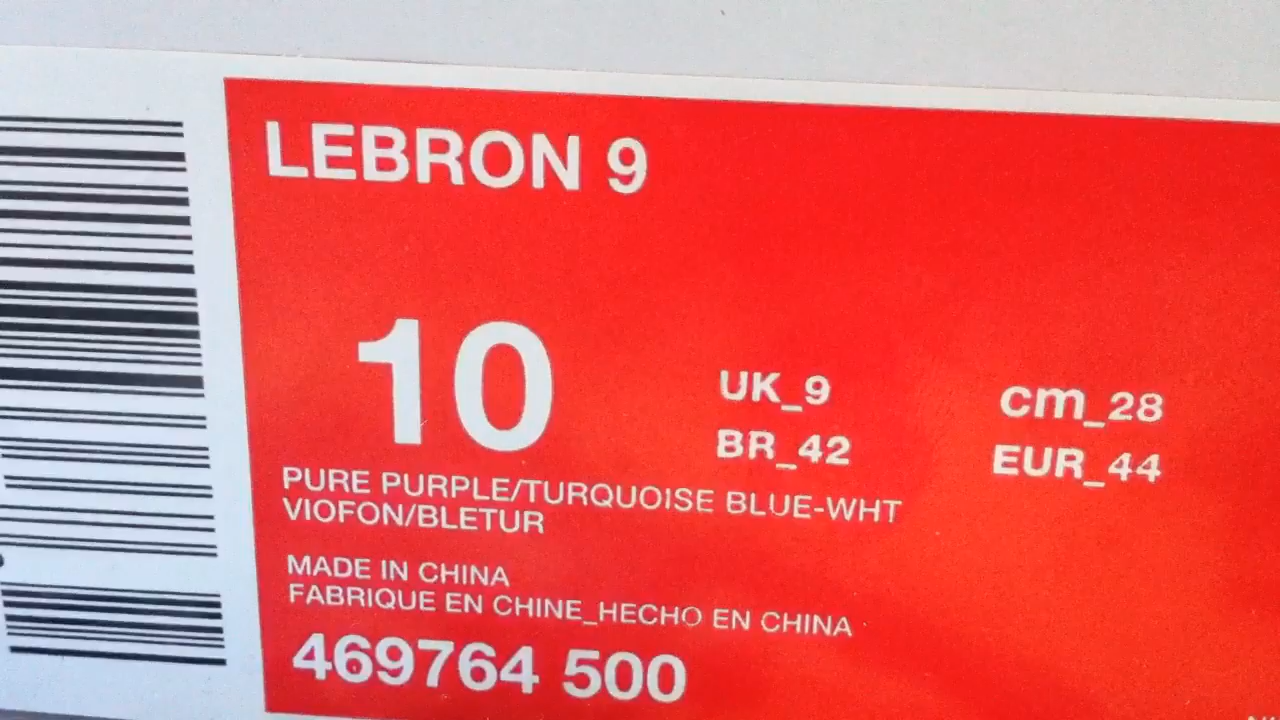 LEBRON 9
10
UK_9
cm_28
BR_42
EUR_44
PURE PURPLE/TURQUOISE BLUE-WHT
VIOFON/BLETUR
MADE IN CHINA
FABRIQUE EN CHINE_HECHO EN CHINA
469764 500